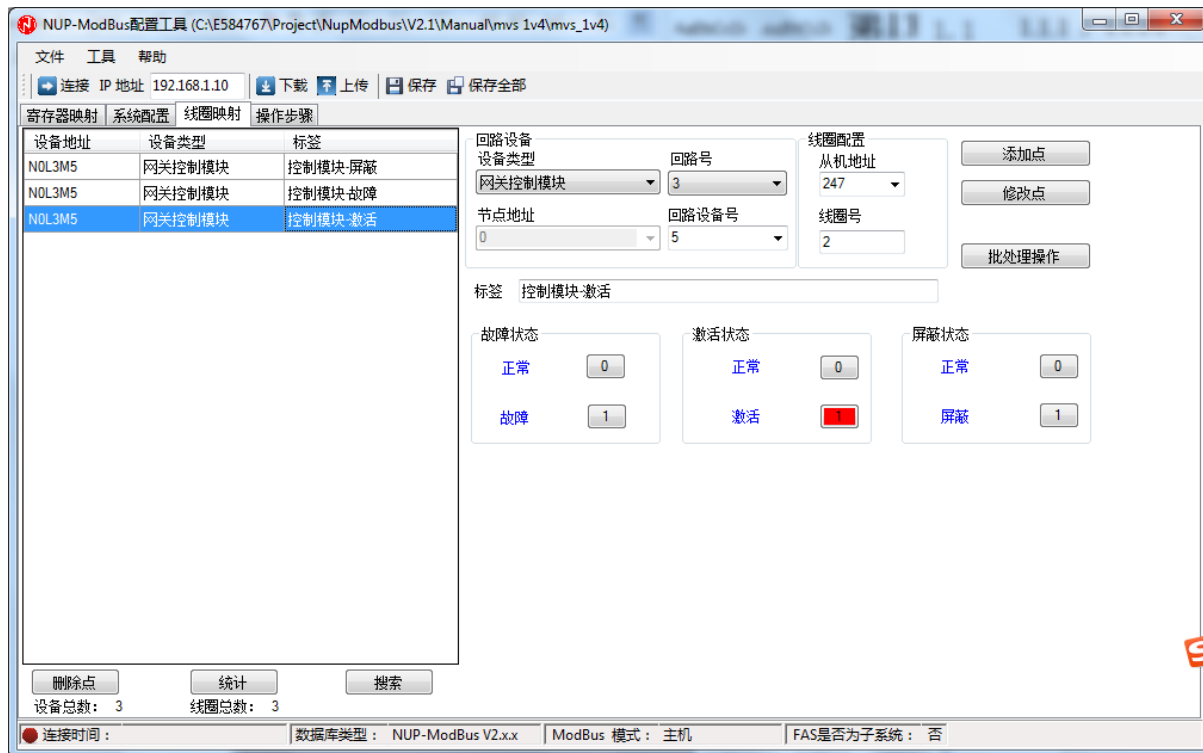 NUP-ModBus配置工具 (C:\E584767\Project\NupModbus\V2.1\Manual\mvs 1v4\mvs_1v4)
文件 工具 帮助
连接 IP 地址 192.168.1.10 下载 上传 保存 保存全部
寄存器映射 系统配置 线圈映射 操作步骤
设备地址 设备类型 标签
N0L3M5 网关控制模块 控制模块-屏蔽
N0L3M5 网关控制模块 控制模块-故障
N0L3M5 网关控制模块 控制模块-激活
回路设备
设备类型 回路号
网关控制模块 3
节点地址 回路设备号
0 5
线圈配置
从机地址
247
线圈号
2
添加点
修改点
批处理操作
标签 控制模块-激活
故障状态
正常 0
故障 1
激活状态
正常 0
激活 1
屏蔽状态
正常 0
屏蔽 1
删除点 统计 搜索
设备总数： 3 线圈总数： 3
连接时间： 数据库类型： NUP-ModBus V2.x.x ModBus 模式： 主机 FAS是否为子系统： 否